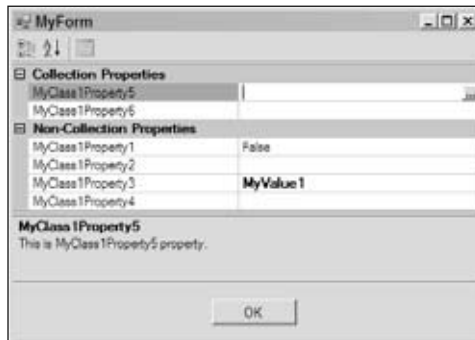 MyForm
Collection Properties
MyClass1Property5
...
MyClass1Property6
Non-Collection Properties
MyClass1Property1 False
MyClass1Property2
MyClass1Property3 MyValue1
MyClass1Property4
MyClass1Property5
This is MyClass1Property5 property.
OK